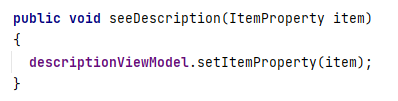 public void seeDescription(ItemProperty item)
{
  descriptionViewModel.setItemProperty(item);
}